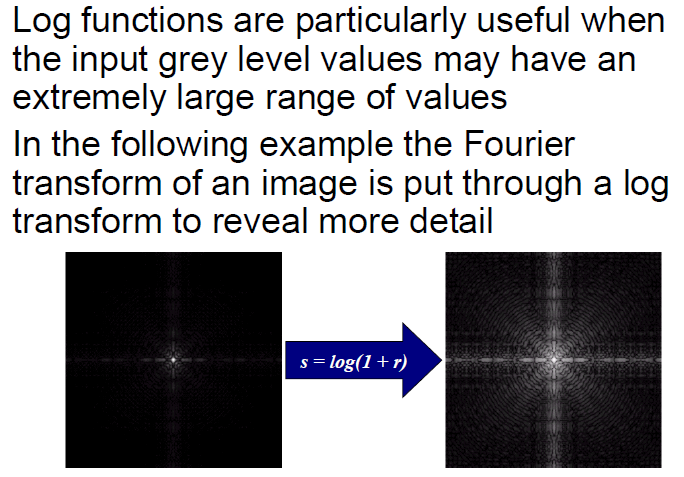 Log functions are particularly useful when
the input grey level values may have an
extremely large range of values
In the following example the Fourier
transform of an image is put through a log
transform to reveal more detail
s = log(1 + r)